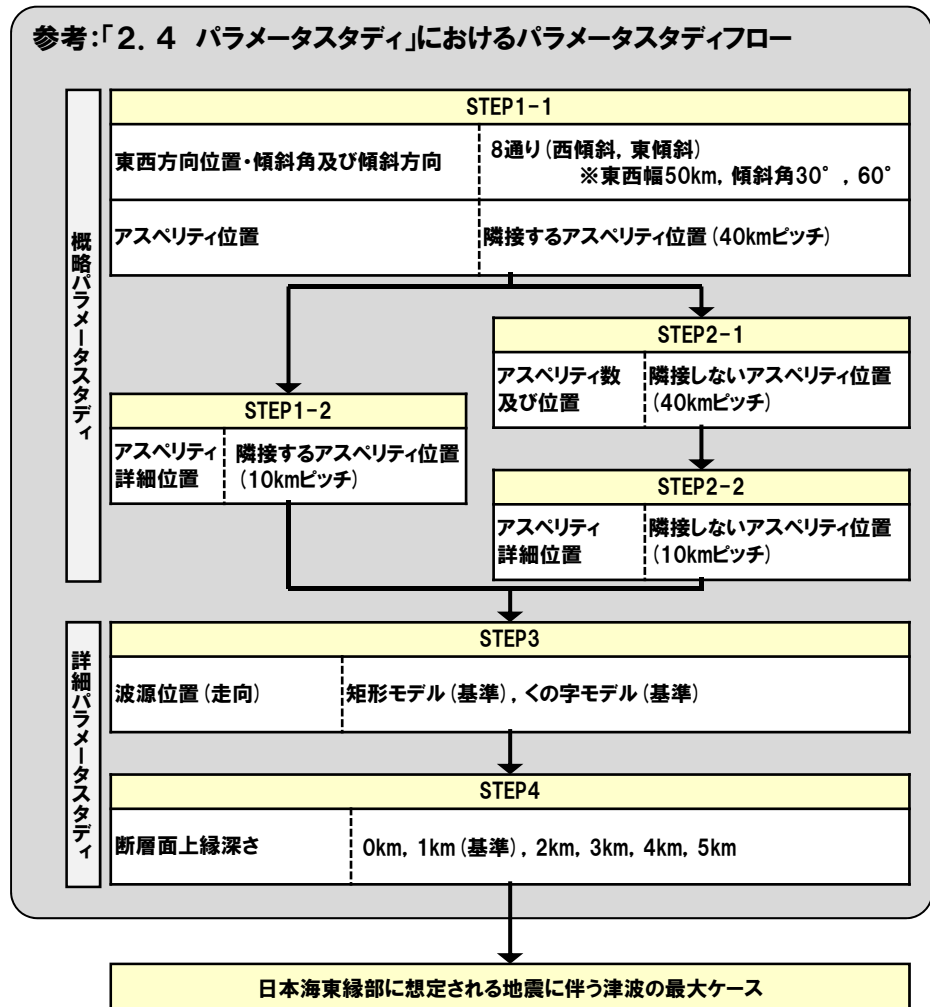 参考:「2.4 パラメータスタディ」におけるパラメータスタディフロー
概略パラメータスタディ
STEP1-1
東西方向位置・傾斜角及び傾斜方向
8通り(西傾斜, 東傾斜)
※東西幅50km, 傾斜角30°, 60°
アスペリティ位置
隣接するアスペリティ位置(40kmピッチ)
STEP1-2
アスペリティ
詳細位置
隣接するアスペリティ位置
(10kmピッチ)
STEP2-1
アスペリティ数
及び位置
隣接しないアスペリティ位置
(40kmピッチ)
STEP2-2
アスペリティ
詳細位置
隣接しないアスペリティ位置
(10kmピッチ)
詳細パラメータスタディ
STEP3
波源位置(走向)
矩形モデル(基準), くの字モデル(基準)
STEP4
断層面上縁深さ
0km, 1km(基準), 2km, 3km, 4km, 5km
日本海東縁部に想定される地震に伴う津波の最大ケース